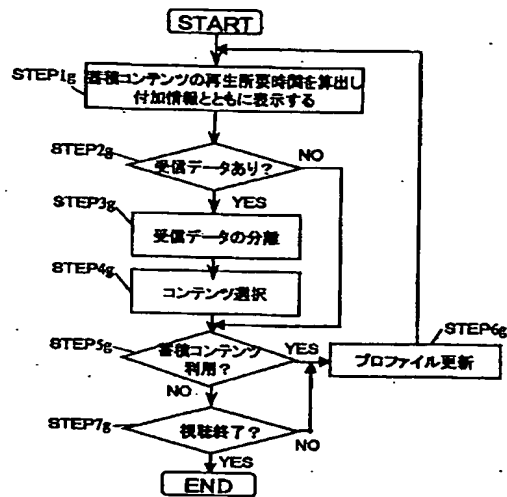 START
STEP1g
蓄積コンテンツの再生所要時間を算出し
付加情報とともに表示する
STEP2g
受信データあり?
NO
YES
STEP3g
受信データの分離
STEP4g
コンテンツ選択
STEP5g
蓄積コンテンツ
利用?
YES
STEP6g
プロファイル更新
NO
STEP7g
視聴終了?
NO
YES
END